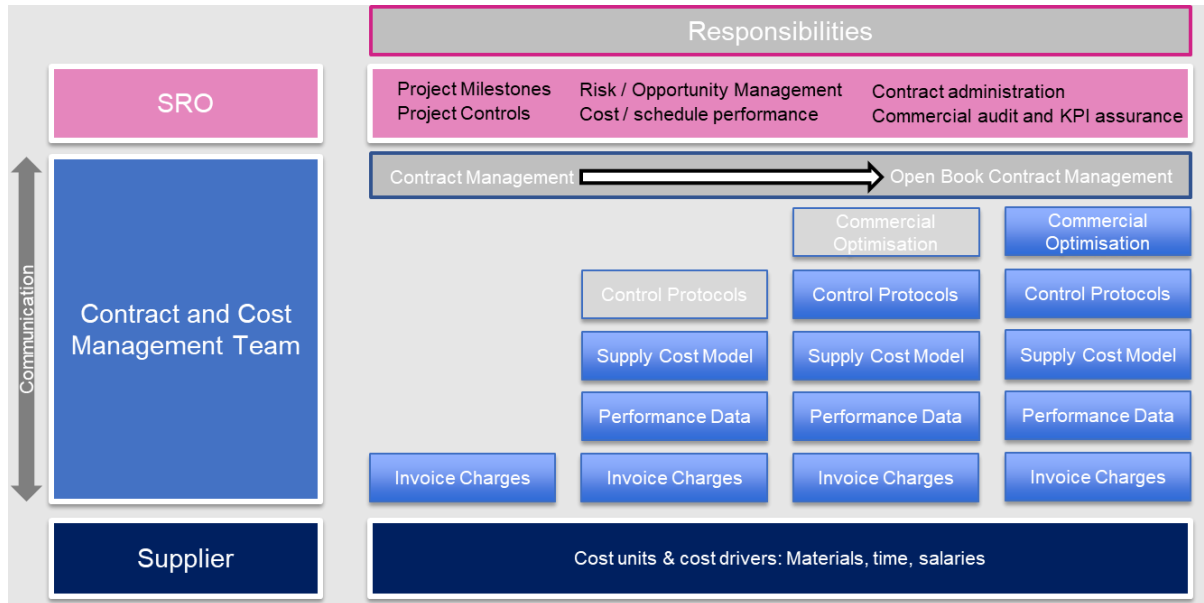 Responsibilities
SRO
Project Milestones
Project Controls
Risk / Opportunity Management
Cost / schedule performance
Contract administration
Commercial audit and KPI assurance
Communication
Contract and Cost
Management Team
Contract Management
Open Book Contract Management
Commercial
Optimisation
Commercial
Optimisation
Control Protocols
Control Protocols
Control Protocols
Supply Cost Model
Supply Cost Model
Supply Cost Model
Performance Data
Performance Data
Performance Data
Invoice Charges
Invoice Charges
Invoice Charges
Invoice Charges
Supplier
Cost units & cost drivers: Materials, time, salaries